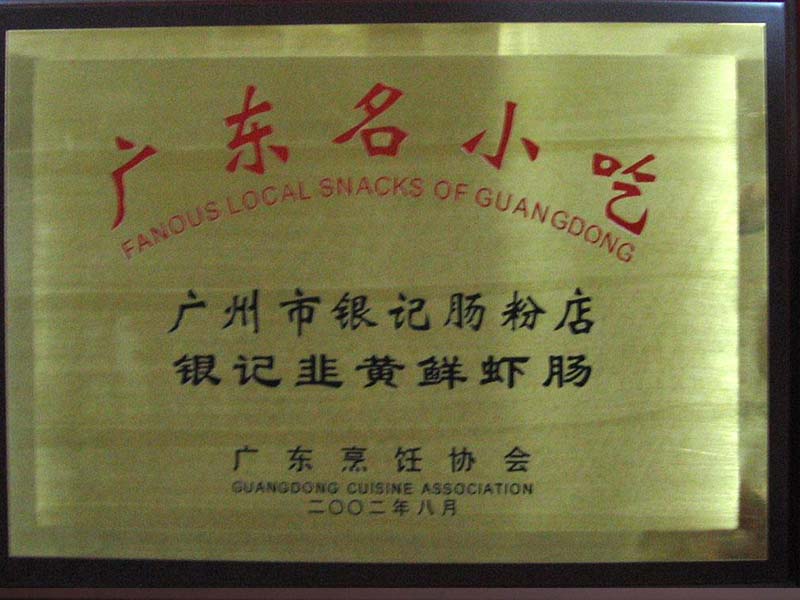 广东名小吃
FANOUS LOCAL SNACKS OF GUANGDONG
广州市银记肠粉店
银记韭黄鲜虾肠
广东烹饪协会
GUANGDONG CUISINE ASSOCIATION
二〇〇二年八月